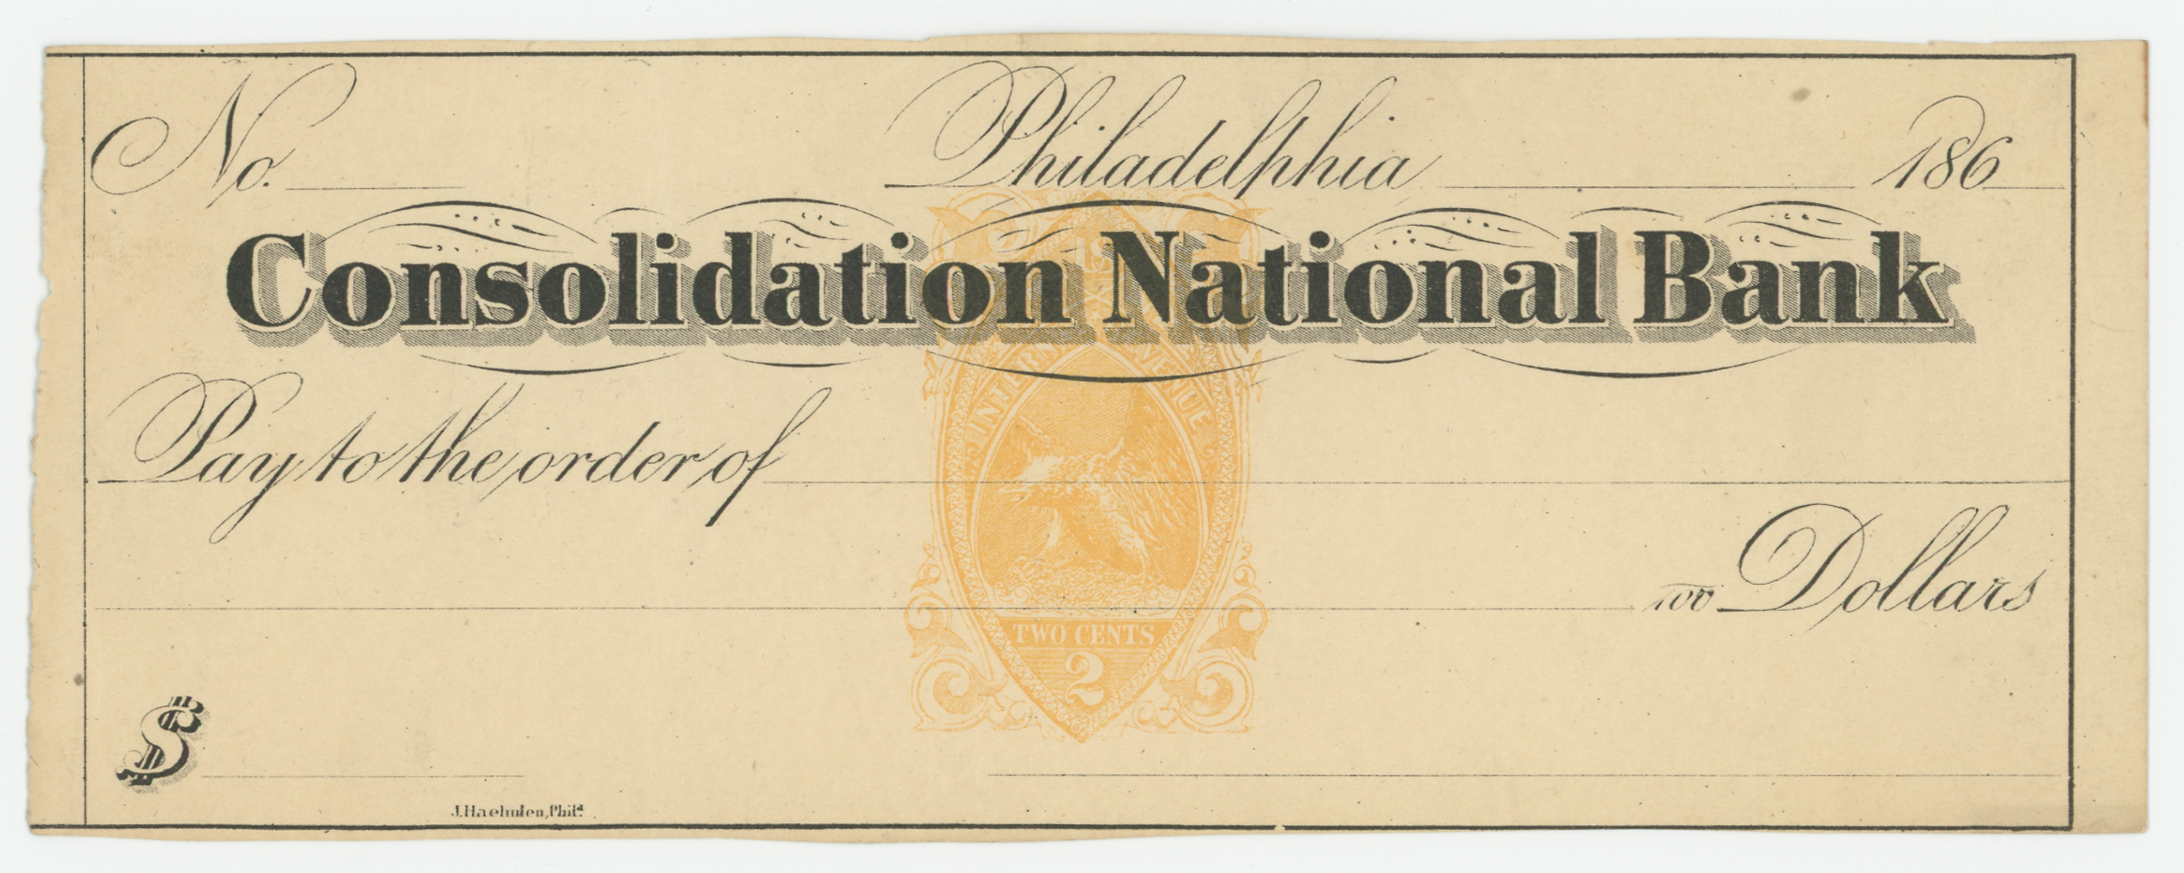 No. Philadelphia 186
Consolidation National Bank
INTERNAL REVENUE
Pay to the order of
100 Dollars
TWO CENTS
2
$
J. Haehnlen, Phila.